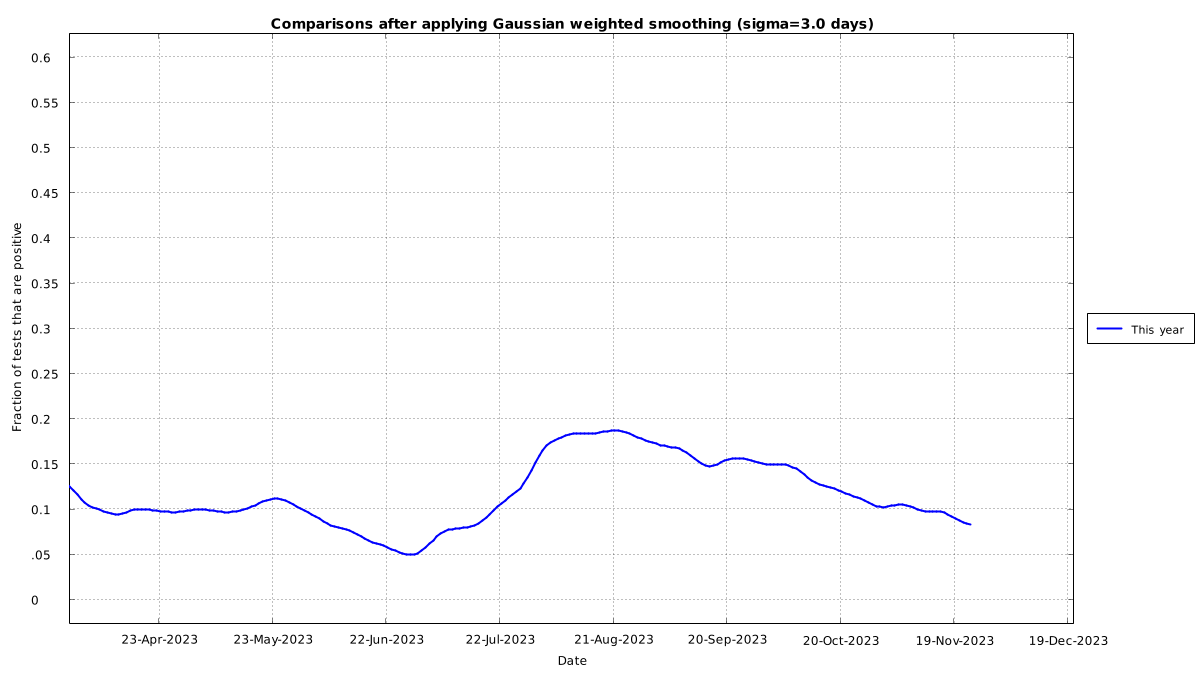 Comparisons after applying Gaussian weighted smoothing (sigma=3.0 days)
0.6
0.55
0.5
0.45
0.4
0.35
0.3
0.25
0.2
0.15
0.1
.05
0
Fraction of tests that are positive
This year
23-Apr-2023 23-May-2023 22-Jun-2023 22-Jul-2023 21-Aug-2023 20-Sep-2023 20-Oct-2023 19-Nov-2023 19-Dec-2023
Date